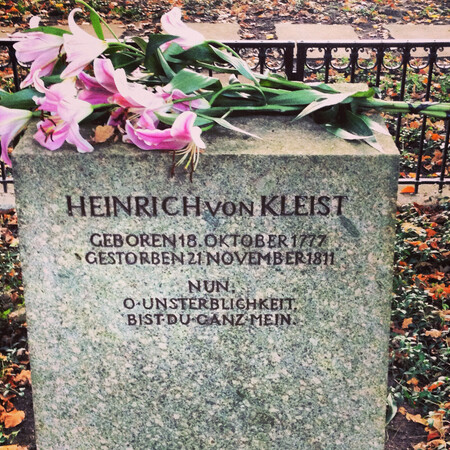 HEINRICH VON KLEIST
GEBOREN 18. OKTOBER 1777
GESTORBEN 21 NOVEMBER 1811
NUN.
O·UNSTERBLICHKEIT.
BIST·DU·GANZ·MEIN.